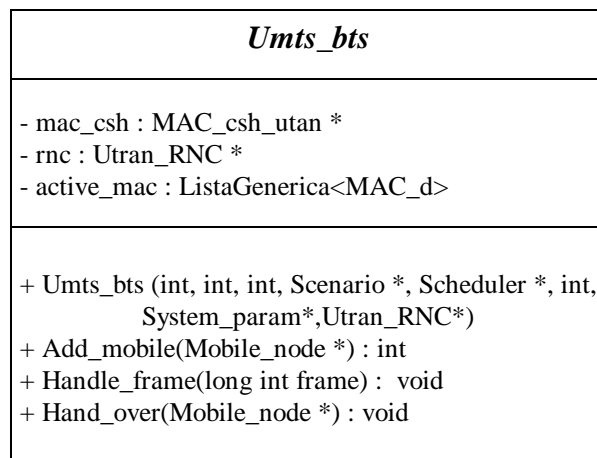 Umts_bts
- mac_csh : MAC_csh_utan *
- rnc : Utran_RNC *
- active_mac : ListaGenerica<MAC_d>
+ Umts_bts (int, int, int, Scenario *, Scheduler *, int,
System_param*,Utran_RNC*)
+ Add_mobile(Mobile_node *) : int
+ Handle_frame(long int frame) : void
+ Hand_over(Mobile_node *) : void